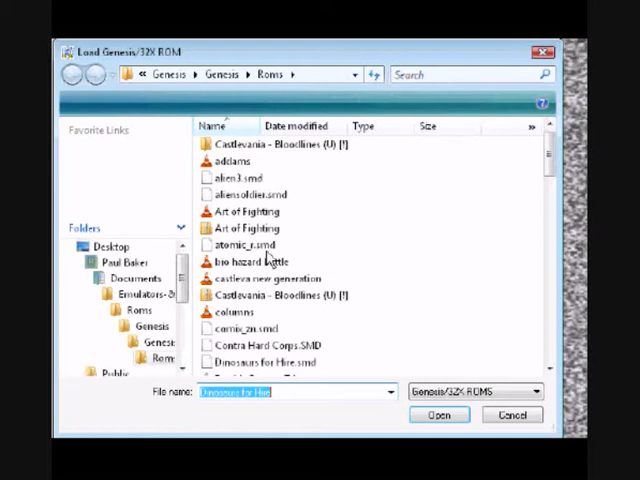 Load Genesis/32X ROM
« Genesis Genesis Roms
Search
Favorite Links
Name Date modified Type Size »
Castlevania - Bloodlines (U) [!]
addams
alien3.smd
aliensoldier.smd
Art of Fighting
Art of Fighting
atomic_r.smd
bio hazard battle
castleva new generation
Castlevania - Bloodlines (U) [!]
columns
comix_zn.smd
Contra Hard Corps.SMD
Dinosaurs for Hire.smd
Folders
Desktop
Paul Baker
Documents
Emulators-&
Roms
Genesis
Genesi
Roms
Public
File name: Dinosaurs for Hire
Genesis/32X ROMS
Open Cancel